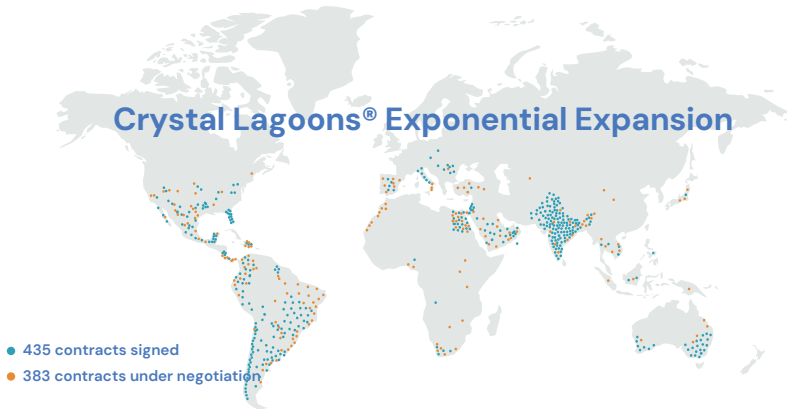 Crystal Lagoons® Exponential Expansion
435 contracts signed
383 contracts under negotiation